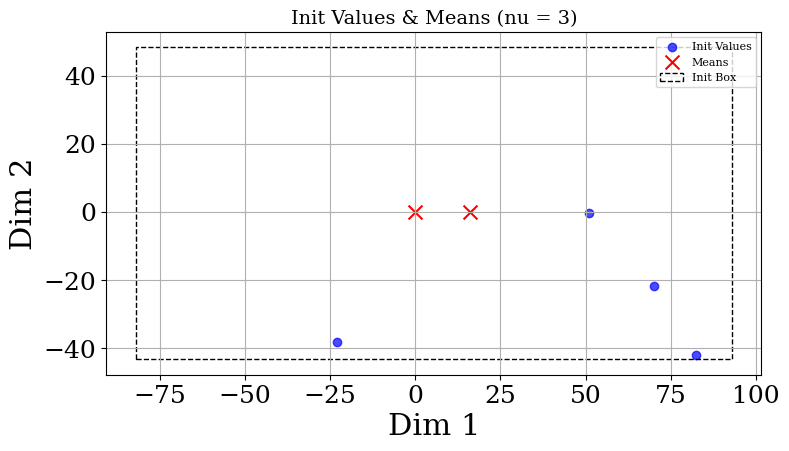 Init Values & Means (nu = 3)
Init Values
Means
Init Box
40
20
0
−20
−40
Dim 2
−75
−50
−25
0
25
50
75
100
Dim 1